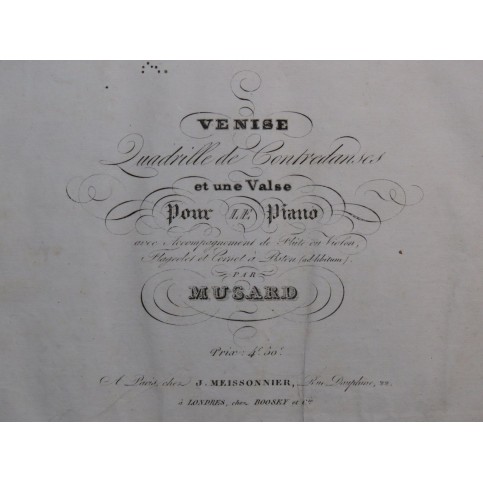 VENISE
Quadrille de Contredanses
et une Valse
Pour LE Piano
avec Accompagnement de Flûte ou Violon,
Flageolet et Cornet à Piston (ad libitum).
PAR
MUSARD
Prix: 4f. 50c.
A Paris, chez J. MEISSONNIER, Rue Dauphine, 22.
à LONDRES, chez BOOSEY et Cie